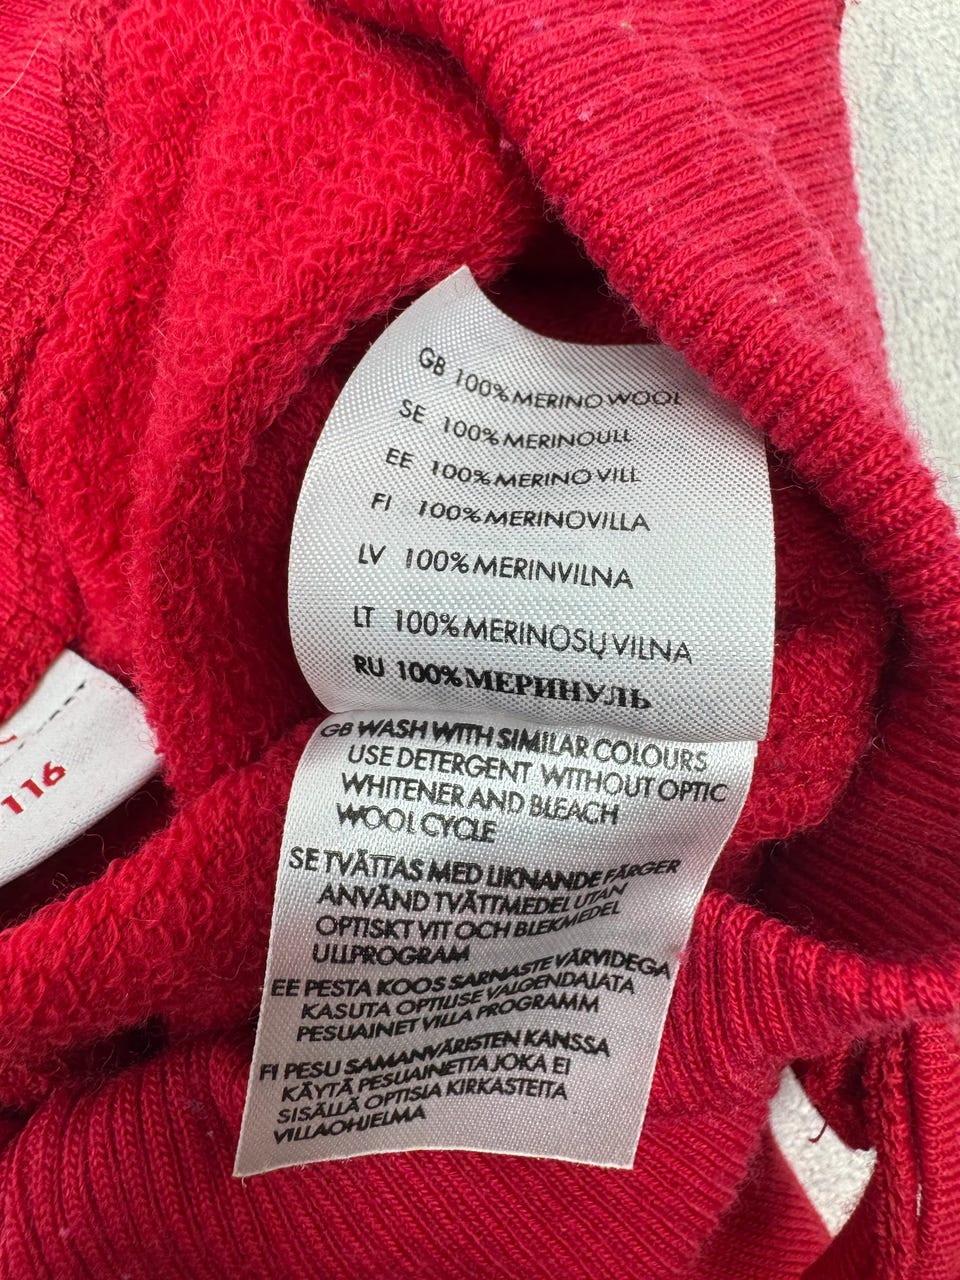 GB 100% MERINO WOOL
SE 100% MERINOULL
EE 100% MERINO VILL
FI 100% MERINOVILLA
LV 100% MERINVILNA
LT 100% MERINOSŲ VILNA
RU 100% МЕРИНУЛЬ
GB WASH WITH SIMILAR COLOURS
USE DETERGENT WITHOUT OPTIC
WHITENER AND BLEACH
WOOL CYCLE
SE TVÄTTAS MED LIKNANDE FÄRGER
ANVÄND TVÄTTMEDEL UTAN
OPTISKT VIT OCH BLEKMEDEL
ULLPROGRAM
EE PESTA KOOS SARNASTE VÄRVIDEGA
KASUTA OPTILISE VALGENDAJATA
PESUAINET VILLA PROGRAMM
FI PESU SAMANVÄRISTEN KANSSA
KÄYTÄ PESUAINETTA JOKA EI
SISÄLLÄ OPTISIA KIRKASTEITA
VILLAOHJELMA
116